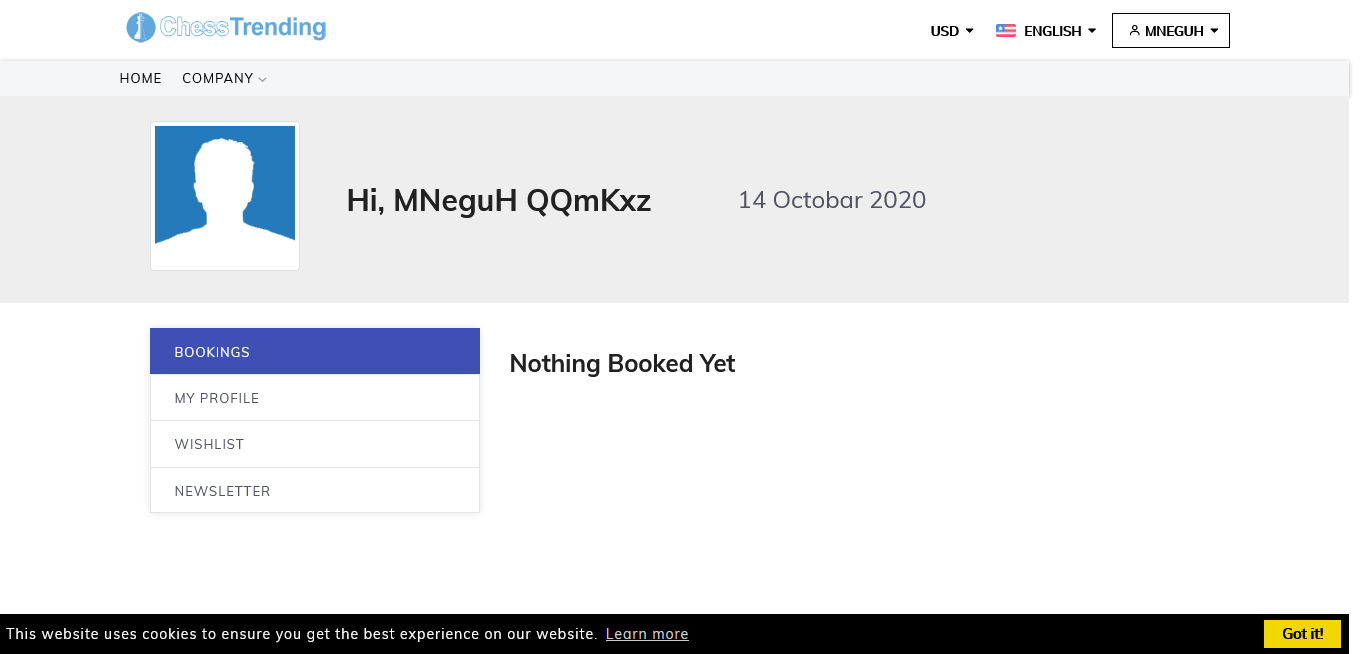 ChessTrending
USD
ENGLISH
MNEGUH
HOME
COMPANY
Hi, MNeguH QQmKxz
14 Octobar 2020
BOOKINGS
MY PROFILE
WISHLIST
NEWSLETTER
Nothing Booked Yet
This website uses cookies to ensure you get the best experience on our website. Learn more
Got it!